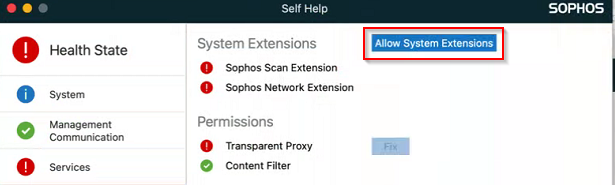 Self Help
SOPHOS
Health State
System
Management
Communication
Services
System Extensions
Allow System Extensions
Sophos Scan Extension
Sophos Network Extension
Permissions
Transparent Proxy
Fix
Content Filter